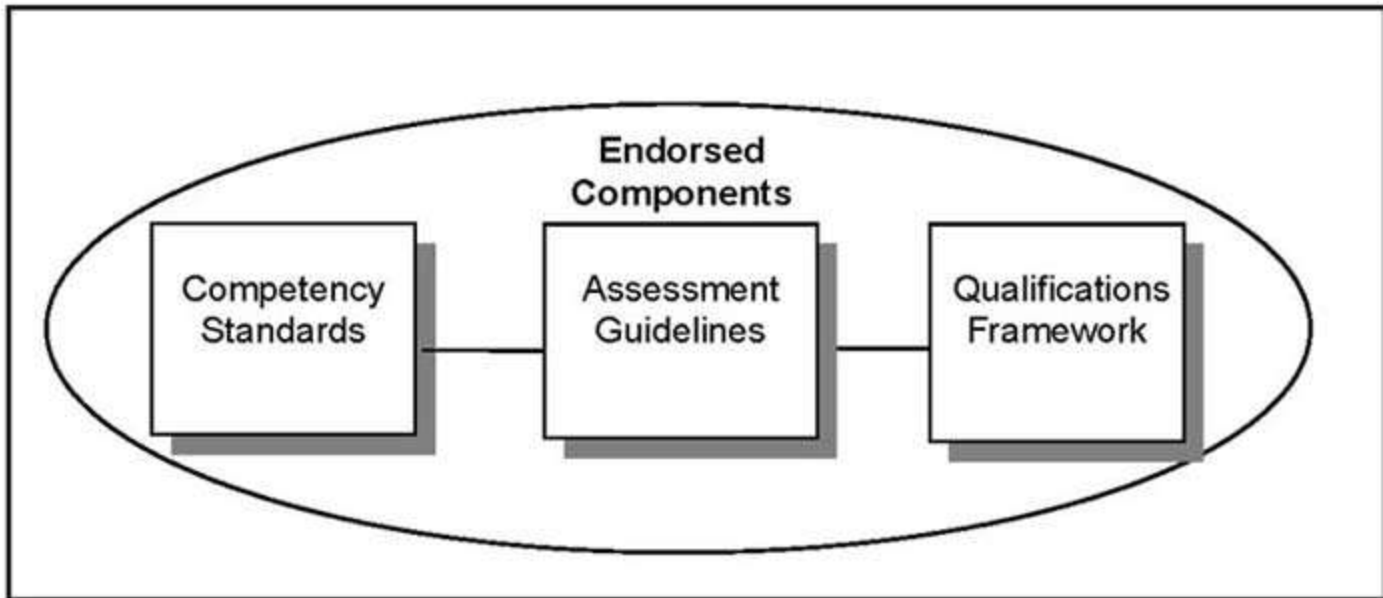 Endorsed
Components
Competency
Standards
Assessment
Guidelines
Qualifications
Framework